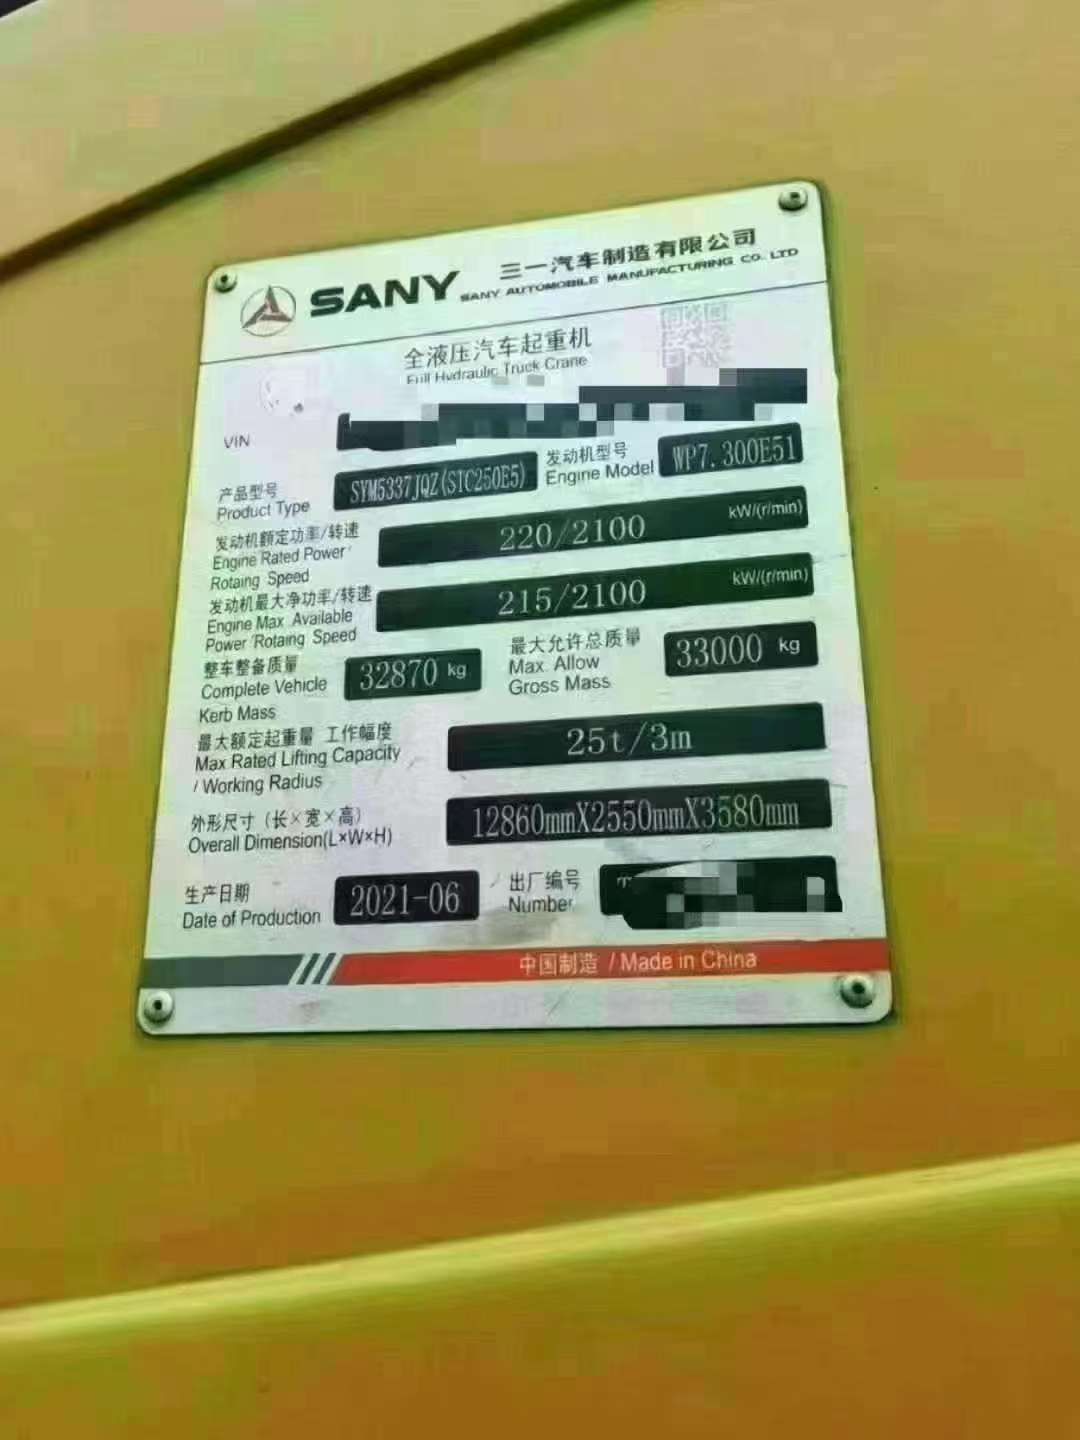 SANY 三一汽车制造有限公司
SANY AUTOMOBILE MANUFACTURING CO. LTD
全液压汽车起重机
Full Hydraulic Truck Crane
VIN
产品型号 SYM5337JQZ(STC250E5) 发动机型号 WP7.300E51
Product Type Engine Model
发动机额定功率/转速 220/2100 kW/(r/min)
Engine Rated Power/
Rotaing Speed
发动机最大净功率/转速 215/2100 kW/(r/min)
Engine Max Available
Power/Rotaing Speed
整车整备质量 32870 kg 最大允许总质量 33000 kg
Complete Vehicle Max. Allow
Kerb Mass Gross Mass
最大额定起重量 工作幅度 25t/3m
Max Rated Lifting Capacity
/ Working Radius
外形尺寸 (长×宽×高) 12860mmX2550mmX3580mm
Overall Dimension(L×W×H)
生产日期 2021-06 出厂编号
Date of Production Number
中国制造 / Made in China